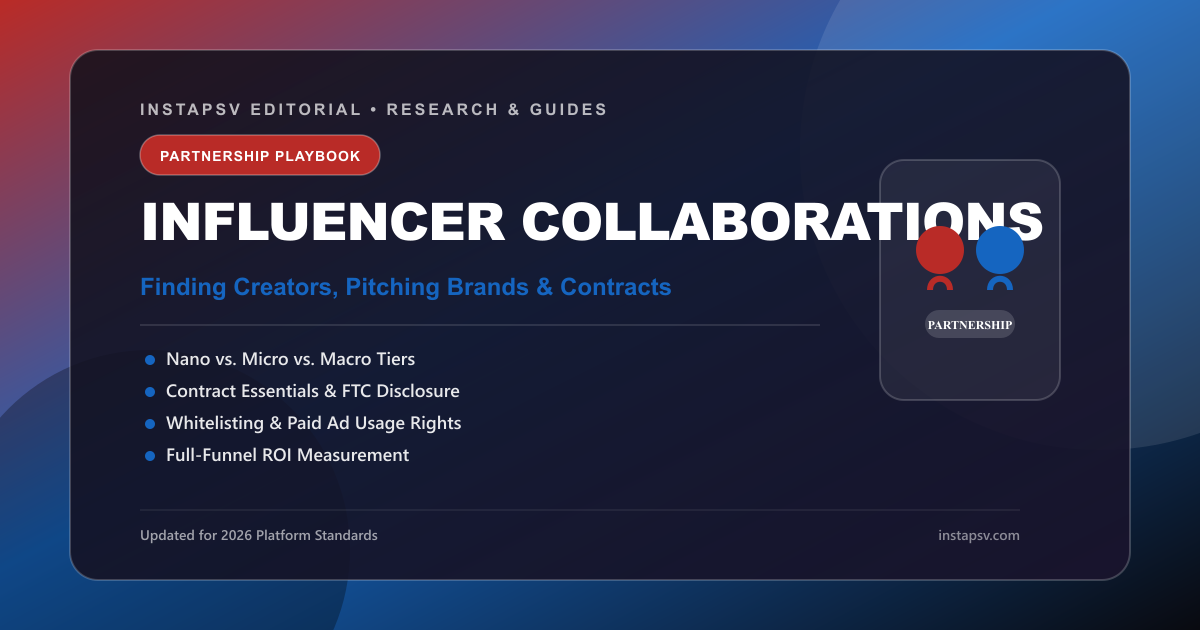 INSTAPSV EDITORIAL • RESEARCH & GUIDES
PARTNERSHIP PLAYBOOK
INFLUENCER COLLABORATIONS
Finding Creators, Pitching Brands & Contracts
Nano vs. Micro vs. Macro Tiers
Contract Essentials & FTC Disclosure
Whitelisting & Paid Ad Usage Rights
Full-Funnel ROI Measurement
PARTNERSHIP
Updated for 2026 Platform Standards
instapsv.com